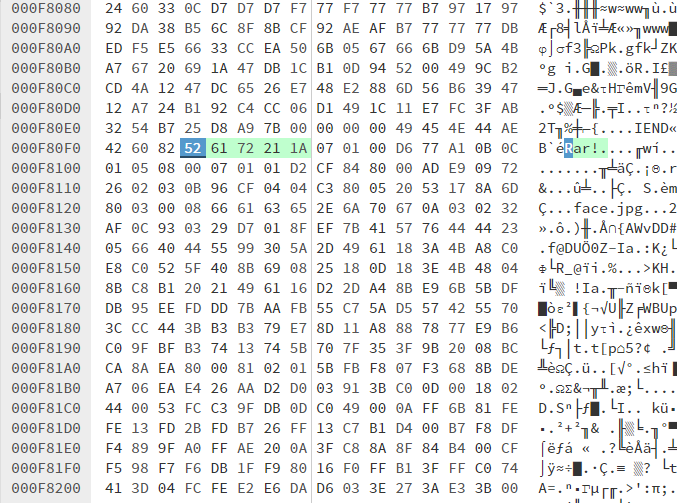 000F8080 24 60 33 0C D7 D7 D7 F7 77 F7 77 77 B7 97 17 97 $`3.╫╫╫≈w≈ww╖ù.ù
000F8090 92 DA 38 B5 6C 8F 8B CF 92 AE AF B7 77 77 77 DB Æ┌8╡lÅï╧Æ«»╖www█
000F80A0 ED F5 E5 66 33 CC EA 50 6B 05 67 66 6B D9 5A 4B φ⌡σf3╠ΩPk.gfk┘ZK
000F80B0 A7 67 20 69 1A 47 DB 1C B1 0D 94 52 00 49 9C B2 ºg i.G█.▒.öR.I£▓
000F80C0 CD 4A 12 47 DC 65 26 E7 48 E2 88 6D 56 B6 39 47 ═J.G▄e&τHΓêmV╢9G
000F80D0 12 A7 24 B1 92 C4 CC 06 D1 49 1C 11 E7 FC 3F AB .º$▒Æ─╠.╤I..τⁿ?½
000F80E0 32 54 B7 25 D8 A9 7B 00 00 00 00 49 45 4E 44 AE 2T╖%╪⌐{....IEND«
000F80F0 42 60 82 52 61 72 21 1A 07 01 00 D6 77 A1 0B 0C B`éRar!....╓wí..
000F8100 01 05 08 00 07 01 01 D2 CF 84 80 00 AD E9 09 72 .......╥╧äÇ.¡Θ.r
000F8110 26 02 03 0B 96 CF 04 04 C3 80 05 20 53 17 8A 6D &...û╧..├Ç. S.èm
000F8120 80 03 00 08 66 61 63 65 2E 6A 70 67 0A 03 02 32 Ç...face.jpg...2
000F8130 AF 0C 93 03 29 D7 01 8F EF 7B 41 57 76 44 44 23 ».ô.)╫.Å∩{AWvDD#
000F8140 05 66 40 44 55 99 30 5A 2D 49 61 18 3A 4B A8 C0 .f@DUÖ0Z-Ia.:K¿└
000F8150 E8 C0 52 5F 40 8B 69 08 25 18 0D 18 3E 4B 48 04 Φ└R_@ïi.%...>KH.
000F8160 8B C8 B1 20 21 49 61 16 D2 2D A4 8B E9 6B 5B DF ï╚▒ !Ia.╥-ñïΘk[▀
000F8170 DB 95 EE FD DD 7B AA FB 55 C7 5A D5 57 42 55 70 █òε²▌{¬√U╟Z╒WBUp
000F8180 3C CC 44 3B B3 B3 79 E7 8D 11 A8 88 78 77 E9 B6 <╠D;││yτì.¿êxwΘ╢
000F8190 C0 9F BF B3 74 13 74 5B 70 7F 35 3F 9B 20 08 BC └ƒ┐│t.t[p⌂5?¢ .╝
000F81A0 CA 8A EA 80 00 81 02 01 5B FB F8 07 F3 68 8B DE ╩èΩÇ.ü..[√°.≤hï▐
000F81B0 A7 06 EA E4 26 AA D2 D0 03 91 3B C0 0D 00 18 02 º.ΩΣ&¬╥╨.æ;└....
000F81C0 44 00 53 FC C3 9F DB 0D C0 49 00 0A FF 6B 81 FE D.Sⁿ├ƒ█.└I.. kü■
000F81D0 FE 13 FD 2B FD B7 26 FF 13 C7 B1 D4 00 B7 F8 DF ■.²+²╖& .╟▒╘.╖°▀
000F81E0 F4 89 9F A0 FF AE 20 0A 3F C8 8A 8F 84 B4 00 CF ⌠ëƒá « .?╚èÅä┤.╧
000F81F0 F5 98 F7 F6 DB 1F F9 80 16 F0 FF B1 3F FF C0 74 ⌡ÿ≈÷█.∙Ç.≡ ▒? └t
000F8200 41 3D 04 FC FE E2 E6 DA D6 03 3E 27 3A E3 3B 00 A=.ⁿ■Γµ┌╓.>':π;.